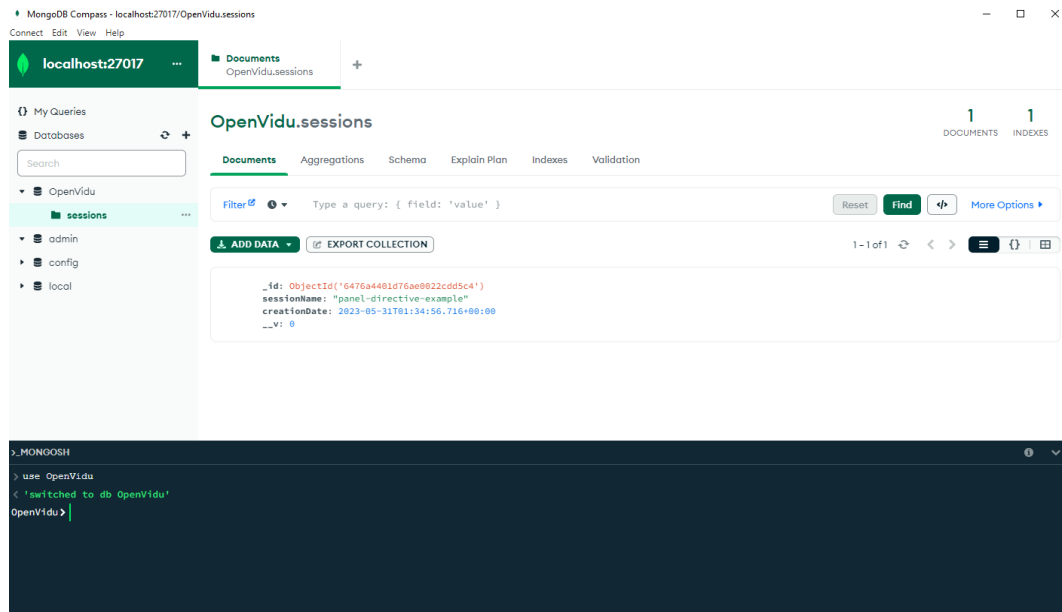 MongoDB Compass - localhost:27017/OpenVidu.sessions
Connect Edit View Help
localhost:27017 ...
Documents
OpenVidu.sessions
+
{} My Queries
Databases
Search
OpenVidu
sessions ...
admin
config
local
OpenVidu.sessions
1 DOCUMENTS
1 INDEXES
Documents Aggregations Schema Explain Plan Indexes Validation
Filter Type a query: { field: 'value' } Reset Find </> More Options
ADD DATA EXPORT COLLECTION 1 – 1 of 1 {}
_id: ObjectId('6476a4401d76ae0022cdd5c4')
sessionName: "panel-directive-example"
creationDate: 2023-05-31T01:34:56.716+00:00
__v: 0
>_MONGOSH
> use OpenVidu
< 'switched to db OpenVidu'
OpenVidu>